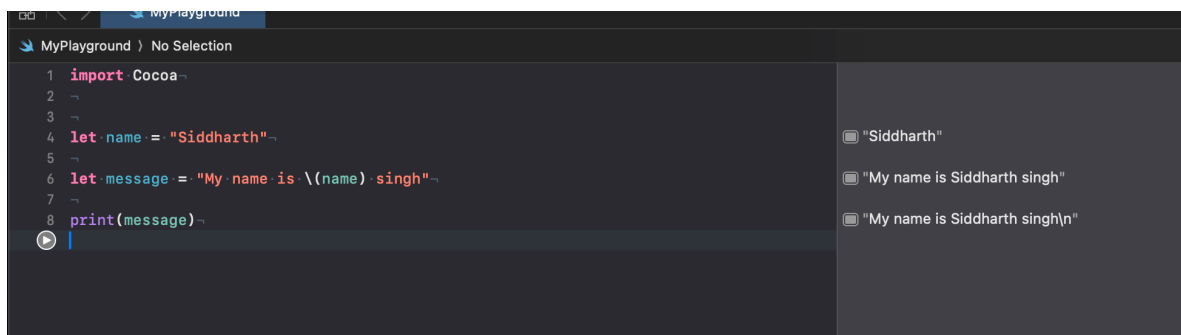 MyPlayground
MyPlayground 〉 No Selection
1 import Cocoa
2
3
4 let name = "Siddharth"
"Siddharth"
5
6 let message = "My name is \(name) singh"
"My name is Siddharth singh"
7
8 print(message)
"My name is Siddharth singh\n"